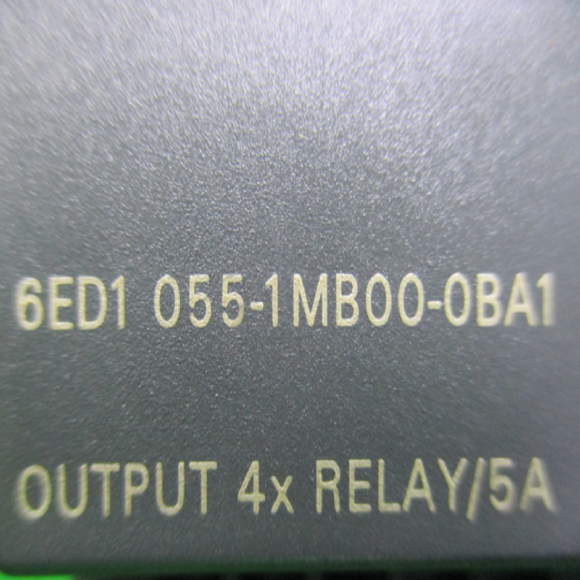 6ED1 055-1MB00-0BA1
OUTPUT 4x RELAY/5A